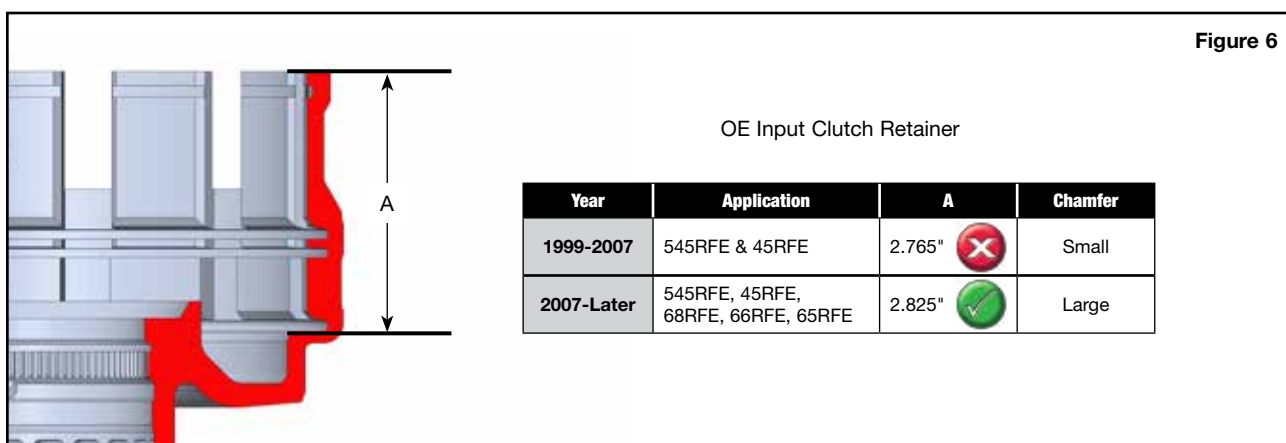 Figure 6
A
OE Input Clutch Retainer
Year Application A Chamfer
1999-2007 545RFE & 45RFE 2.765" Small
2007-Later 545RFE, 45RFE,
68RFE, 66RFE, 65RFE 2.825" Large